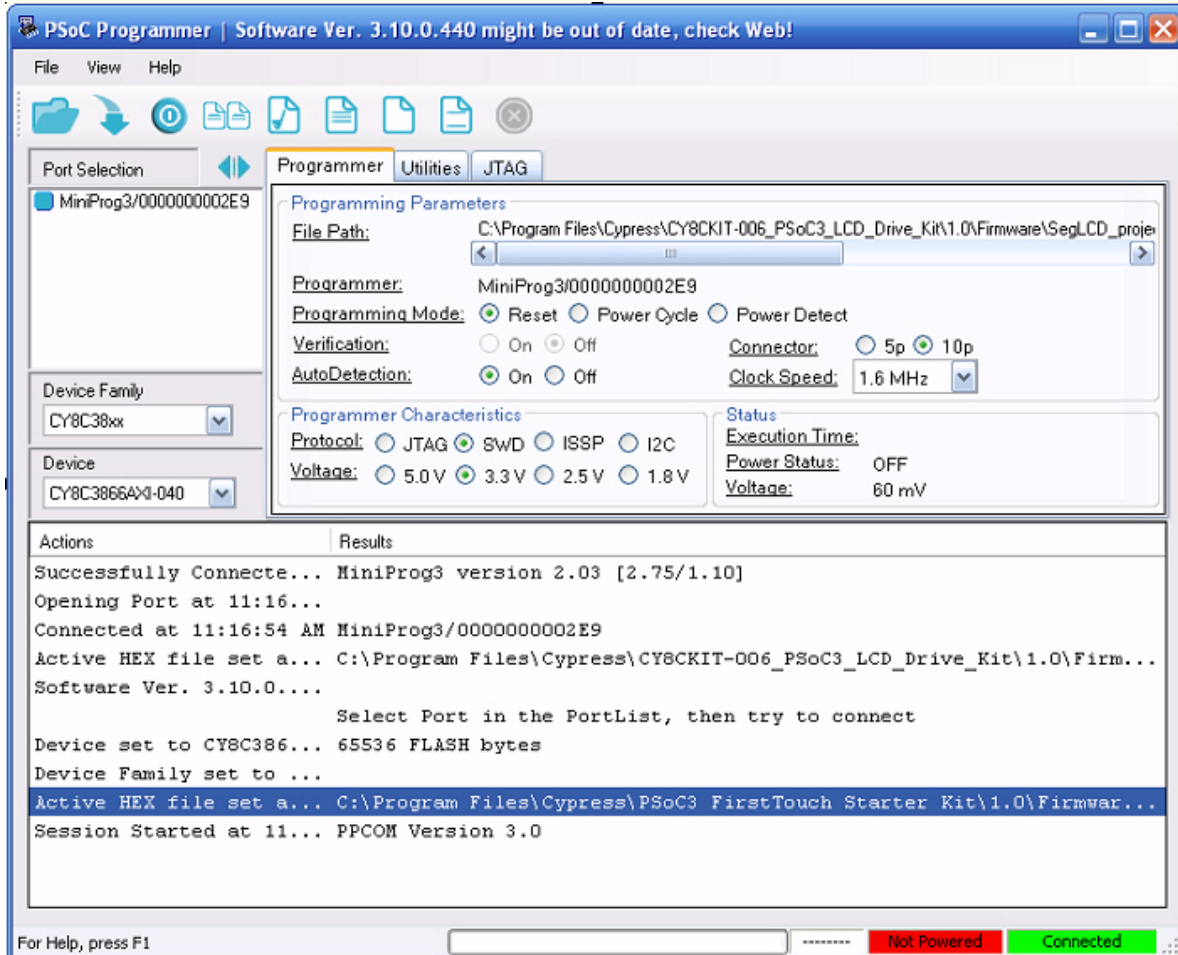 PSoC Programmer | Software Ver. 3.10.0.440 might be out of date, check Web!
File View Help
Port Selection
Programmer Utilities JTAG
MiniProg3/0000000002E9
Programming Parameters
File Path: C:\Program Files\Cypress\CY8CKIT-006_PSoC3_LCD_Drive_Kit\1.0\Firmware\SegLCD_proje
Programmer: MiniProg3/0000000002E9
Programming Mode: Reset Power Cycle Power Detect
Verification: On Off Connector: 5p 10p
AutoDetection: On Off Clock Speed: 1.6 MHz
Device Family
CY8C38xx
Device
CY8C3866AXI-040
Programmer Characteristics
Protocol: JTAG SWD ISSP I2C
Voltage: 5.0 V 3.3 V 2.5 V 1.8 V
Status
Execution Time:
Power Status: OFF
Voltage: 60 mV
Actions Results
Successfully Connecte... MiniProg3 version 2.03 [2.75/1.10]
Opening Port at 11:16...
Connected at 11:16:54 AM MiniProg3/0000000002E9
Active HEX file set a... C:\Program Files\Cypress\CY8CKIT-006_PSoC3_LCD_Drive_Kit\1.0\Firm...
Software Ver. 3.10.0....
Select Port in the PortList, then try to connect
Device set to CY8C386... 65536 FLASH bytes
Device Family set to ...
Active HEX file set a... C:\Program Files\Cypress\PSoC3 FirstTouch Starter Kit\1.0\Firmwar...
Session Started at 11... PPCOM Version 3.0
For Help, press F1 -------- Not Powered Connected